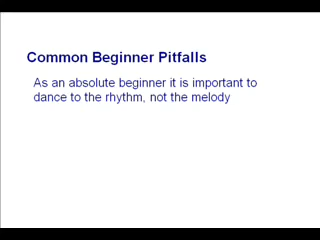 Common Beginner Pitfalls
As an absolute beginner it is important to
dance to the rhythm, not the melody